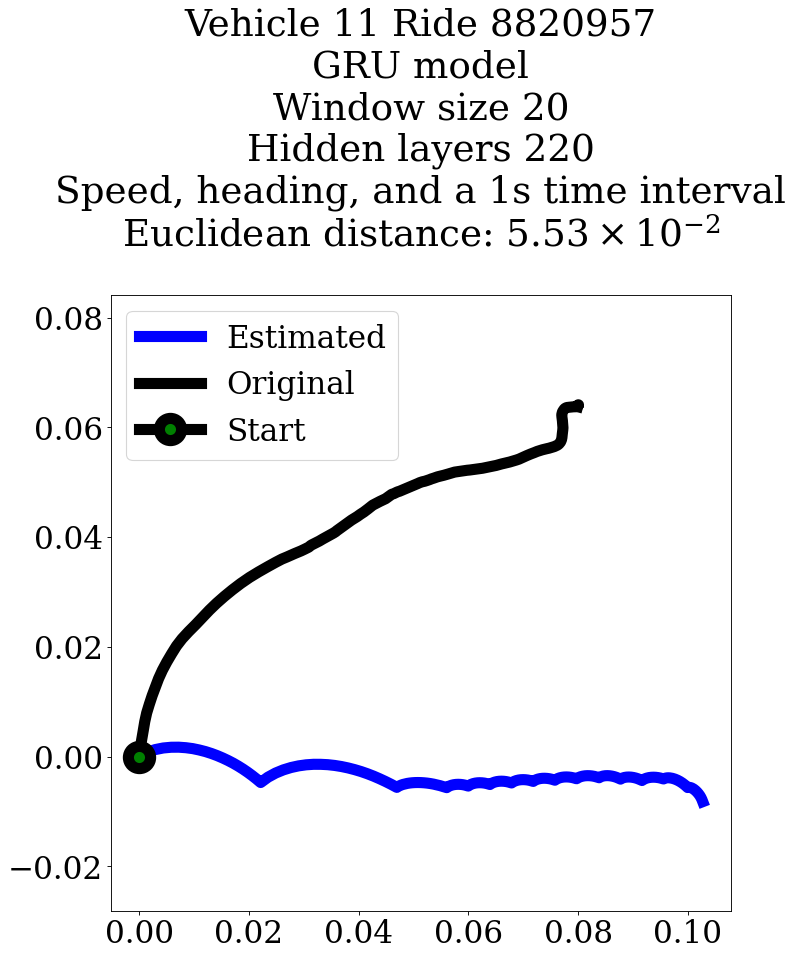 Vehicle 11 Ride 8820957
GRU model
Window size 20
Hidden layers 220
Speed, heading, and a 1s time interval
Euclidean distance: 5.53 × 10⁻²
Estimated
Original
Start
0.08
0.06
0.04
0.02
0.00
−0.02
0.00 0.02 0.04 0.06 0.08 0.10